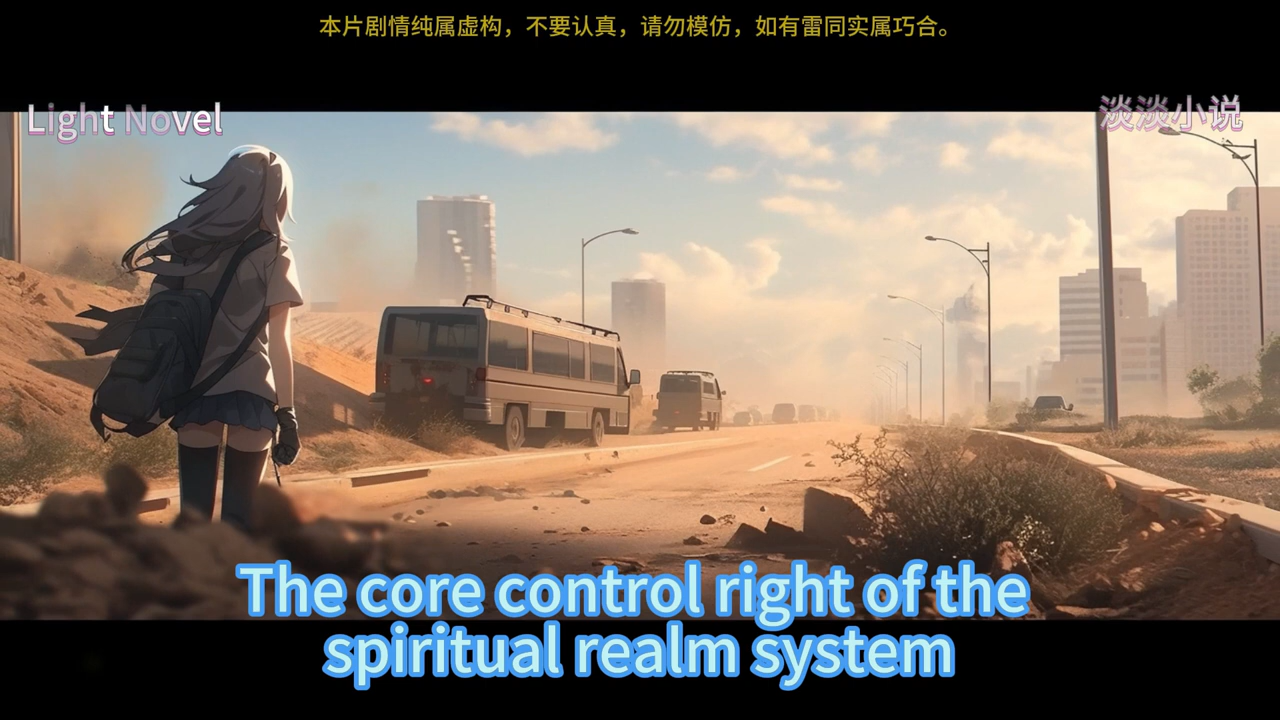 本片剧情纯属虚构，不要认真，请勿模仿，如有雷同实属巧合。
Light Novel
淡淡小说
The core control right of the
spiritual realm system